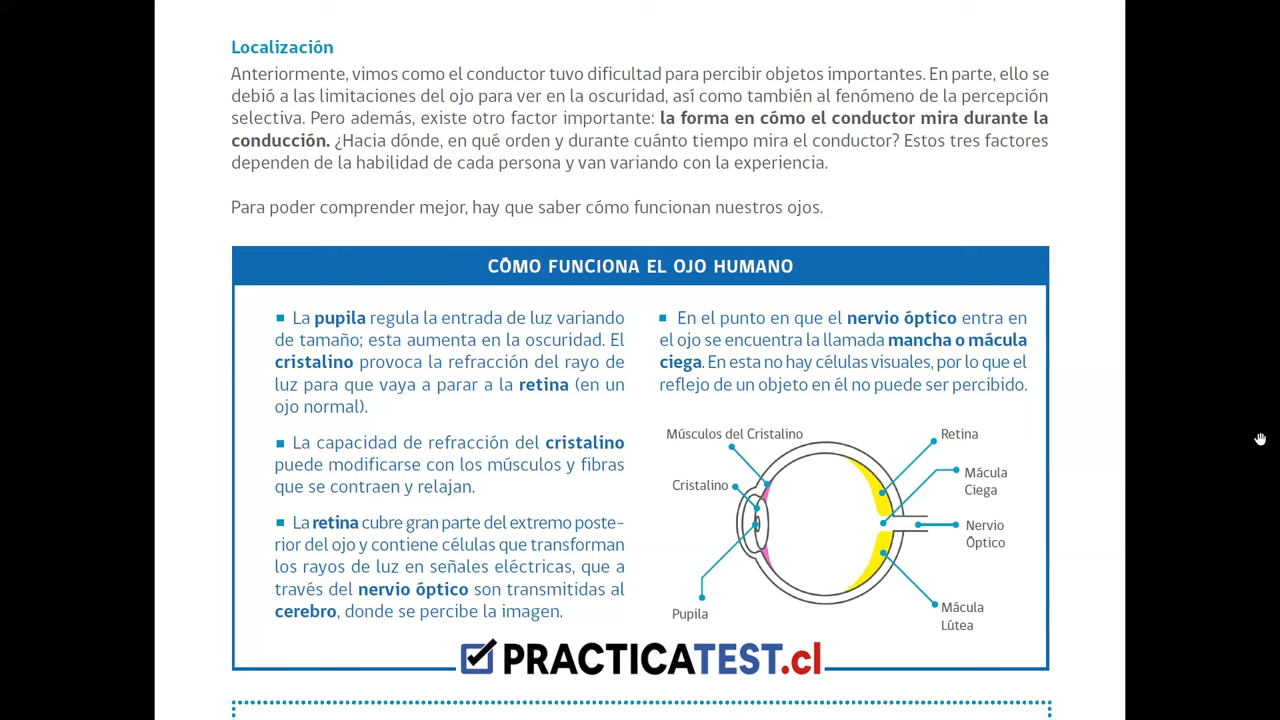 Localización
Anteriormente, vimos como el conductor tuvo dificultad para percibir objetos importantes. En parte, ello se
debió a las limitaciones del ojo para ver en la oscuridad, así como también al fenómeno de la percepción
selectiva. Pero además, existe otro factor importante: la forma en cómo el conductor mira durante la
conducción. ¿Hacia dónde, en qué orden y durante cuánto tiempo mira el conductor? Estos tres factores
dependen de la habilidad de cada persona y van variando con la experiencia.
Para poder comprender mejor, hay que saber cómo funcionan nuestros ojos.
CÓMO FUNCIONA EL OJO HUMANO
La pupila regula la entrada de luz variando
de tamaño; esta aumenta en la oscuridad. El
cristalino provoca la refracción del rayo de
luz para que vaya a parar a la retina (en un
ojo normal).
La capacidad de refracción del cristalino
puede modificarse con los músculos y fibras
que se contraen y relajan.
La retina cubre gran parte del extremo poste-
rior del ojo y contiene células que transforman
los rayos de luz en señales eléctricas, que a
través del nervio óptico son transmitidas al
cerebro, donde se percibe la imagen.
En el punto en que el nervio óptico entra en
el ojo se encuentra la llamada mancha o mácula
ciega. En esta no hay células visuales, por lo que el
reflejo de un objeto en él no puede ser percibido.
Músculos del Cristalino
Cristalino
Pupila
Retina
Mácula
Ciega
Nervio
Óptico
Mácula
Lútea
PRACTICATEST.cl